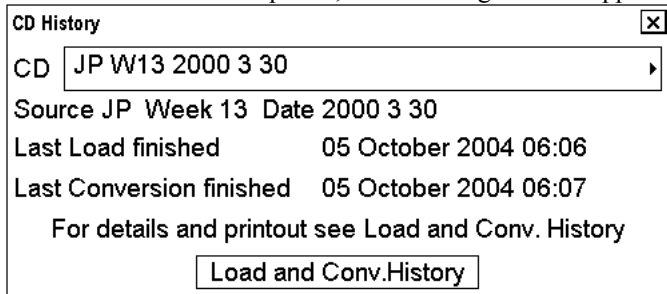 CD History
CD JP W13 2000 3 30
Source JP Week 13 Date 2000 3 30
Last Load finished 05 October 2004 06:06
Last Conversion finished 05 October 2004 06:07
For details and printout see Load and Conv. History
Load and Conv.History